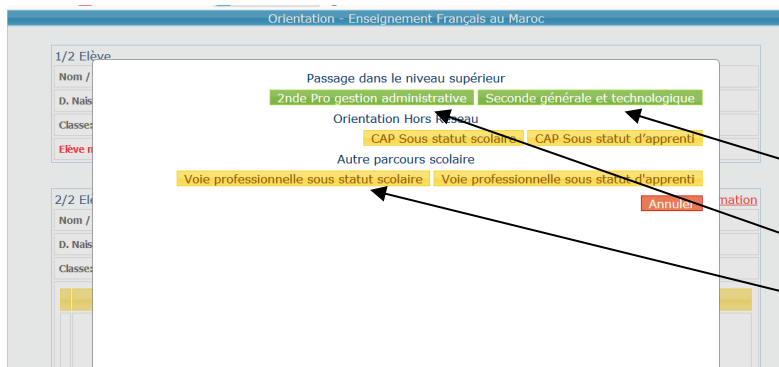 Orientation - Enseignement Français au Maroc
1/2 Elève
Nom /
D. Nais
Classe:
Elève n
Passage dans le niveau supérieur
2nde Pro gestion administrative Seconde générale et technologique
Orientation Hors Réseau
CAP Sous statut scolaire CAP Sous statut d'apprenti
Autre parcours scolaire
Voie professionnelle sous statut scolaire Voie professionnelle sous statut d'apprenti
Annuler
2/2 El mation
Nom /
D. Nais
Classe: